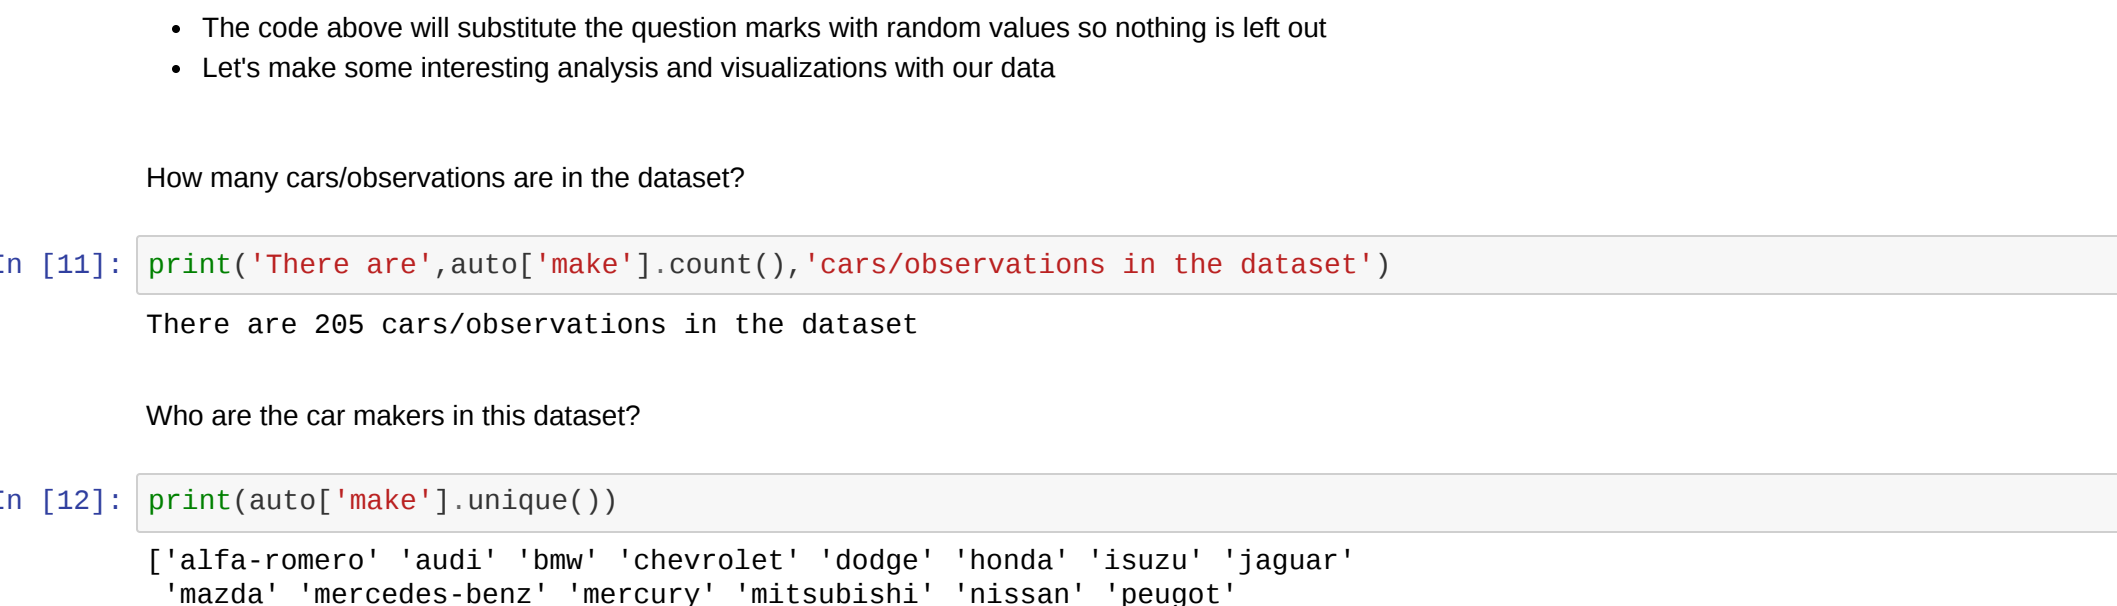 • The code above will substitute the question marks with random values so nothing is left out
• Let's make some interesting analysis and visualizations with our data
How many cars/observations are in the dataset?
In [11]: print('There are',auto['make'].count(),'cars/observations in the dataset')
There are 205 cars/observations in the dataset
Who are the car makers in this dataset?
In [12]: print(auto['make'].unique())
['alfa-romero' 'audi' 'bmw' 'chevrolet' 'dodge' 'honda' 'isuzu' 'jaguar'
'mazda' 'mercedes-benz' 'mercury' 'mitsubishi' 'nissan' 'peugot'